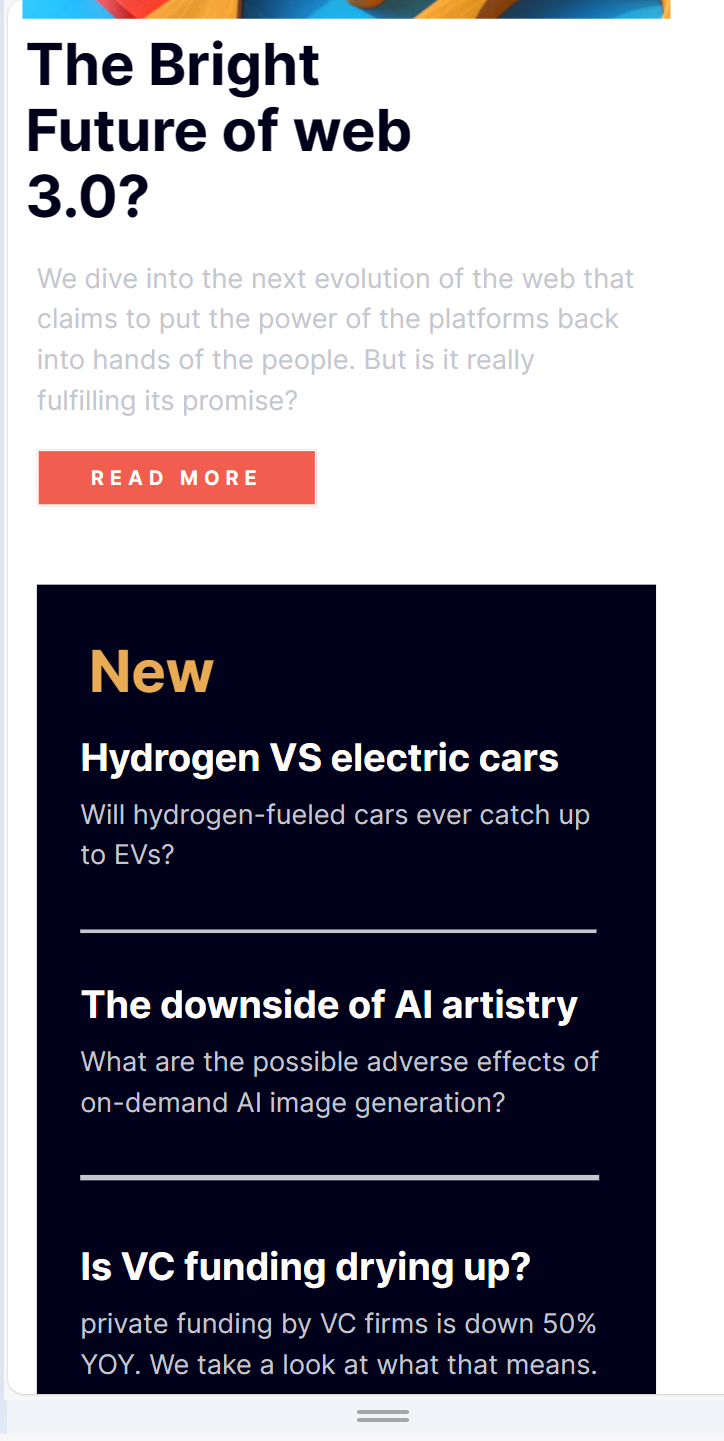 The Bright
Future of web
3.0?
We dive into the next evolution of the web that
claims to put the power of the platforms back
into hands of the people. But is it really
fulfilling its promise?
READ MORE
New
Hydrogen VS electric cars
Will hydrogen-fueled cars ever catch up
to EVs?
The downside of AI artistry
What are the possible adverse effects of
on-demand AI image generation?
Is VC funding drying up?
private funding by VC firms is down 50%
YOY. We take a look at what that means.